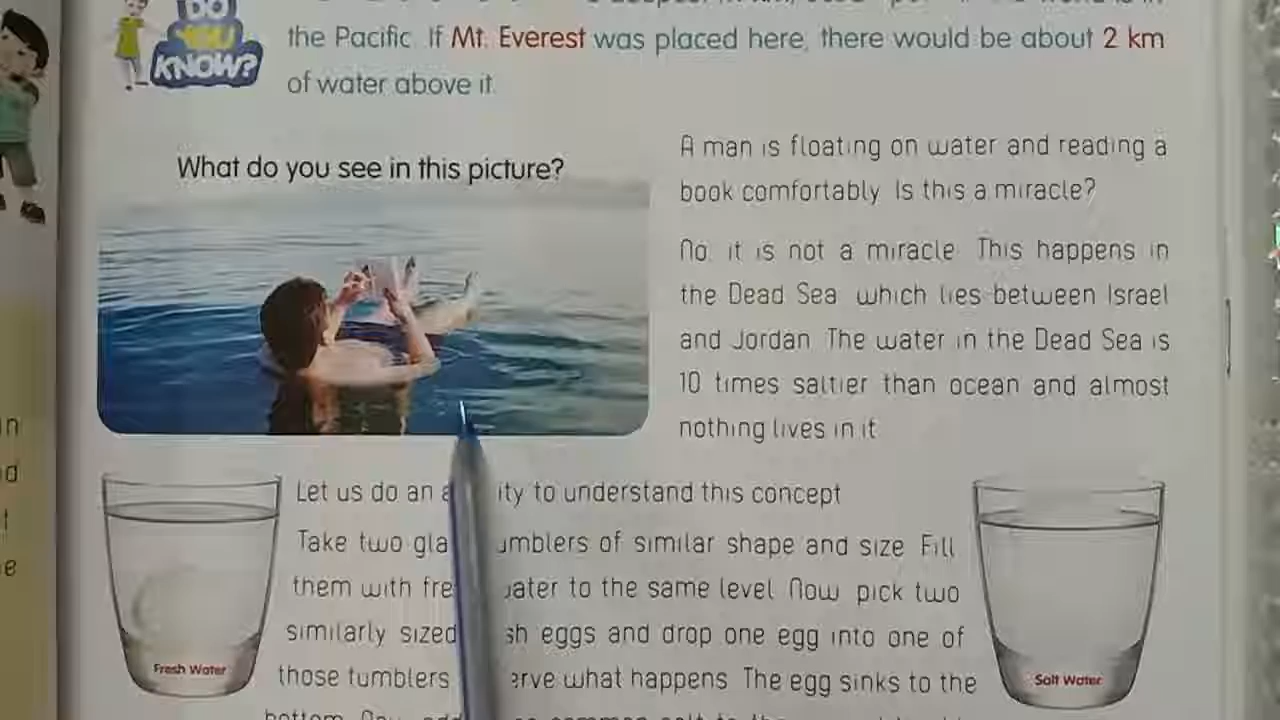 DO
YOU
KNOW?
the Pacific. If Mt. Everest was placed here, there would be about 2 km
of water above it.
What do you see in this picture?
A man is floating on water and reading a
book comfortably. Is this a miracle?
No, it is not a miracle. This happens in
the Dead Sea, which lies between Israel
and Jordan. The water in the Dead Sea is
10 times saltier than ocean and almost
nothing lives in it.
Let us do an ity to understand this concept
Take two gla umblers of similar shape and size. Fill
them with fre ater to the same level. Now pick two
similarly sized sh eggs and drop one egg into one of
those tumblers. erve what happens. The egg sinks to the
Fresh Water
Salt Water